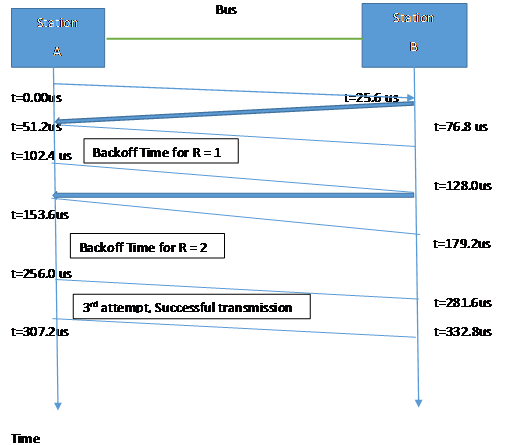 Bus
Station
A
Station
B
t=0.00us
t=25.6 us
t=51.2us
t=76.8 us
Backoff Time for R = 1
t=102.4 us
t=128.0us
t=153.6us
t=179.2us
Backoff Time for R = 2
t=256.0 us
t=281.6us
3rd attempt, Successful transmission
t=307.2us
t=332.8us
Time